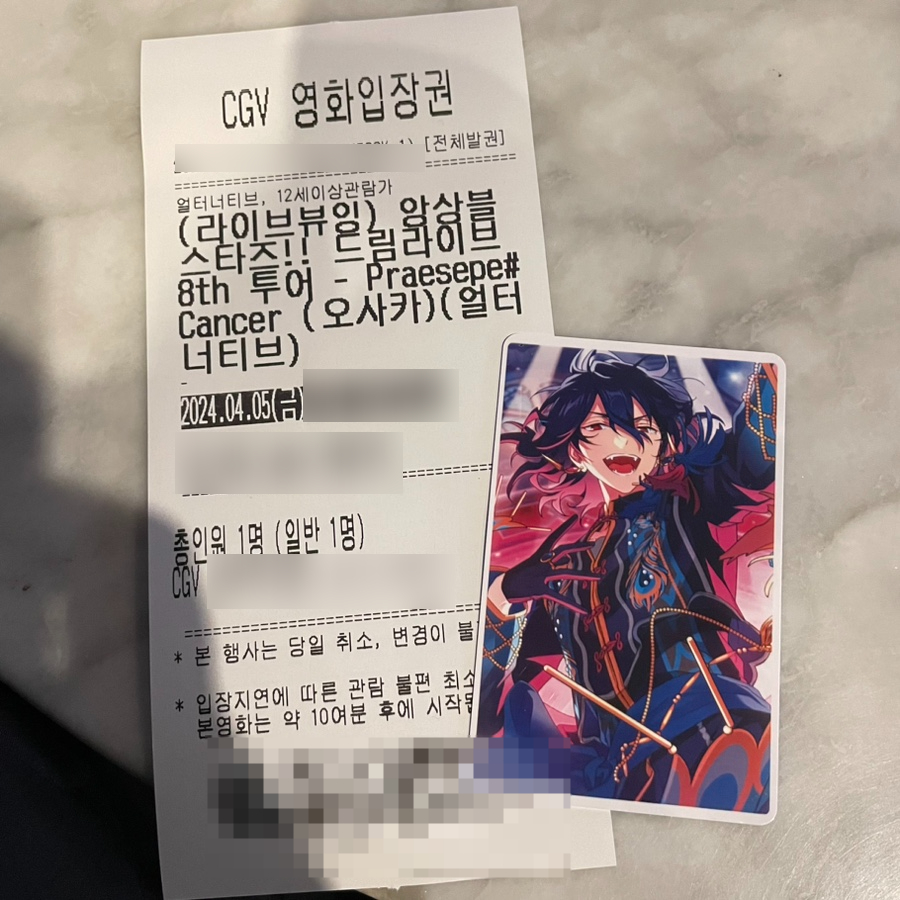 CGV 영화입장권
[전체발권]
얼터너티브, 12세이상관람가
(라이브뷰잉) 앙상블
스타즈!! 드림라이브
8th 투어 - Praesepe#
Cancer (오사카)(얼터
너티브)
2024.04.05(금)
총인원 1명 (일반 1명)
CGV
* 본 행사는 당일 취소, 변경이 불
* 입장지연에 따른 관람 불편 최소
본영화는 약 10여분 후에 시작